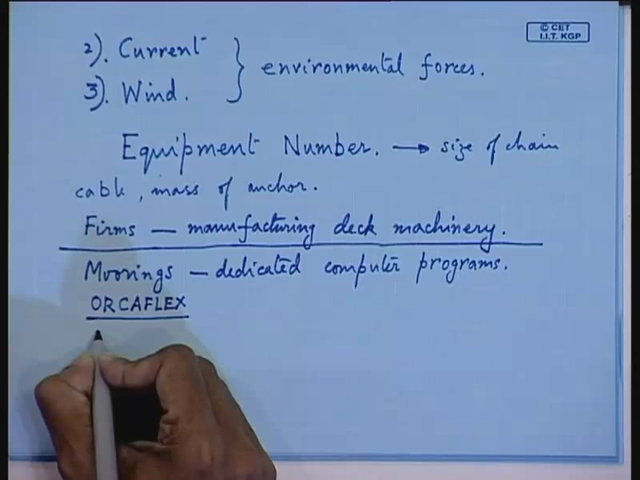 © CET
I.I.T. KGP
2). Current
3). Wind. } environmental forces.
Equipment Number. → size of chain
cable, mass of anchor.
Firms — manufacturing deck machinery.
Moorings — dedicated computer programs.
ORCAFLEX